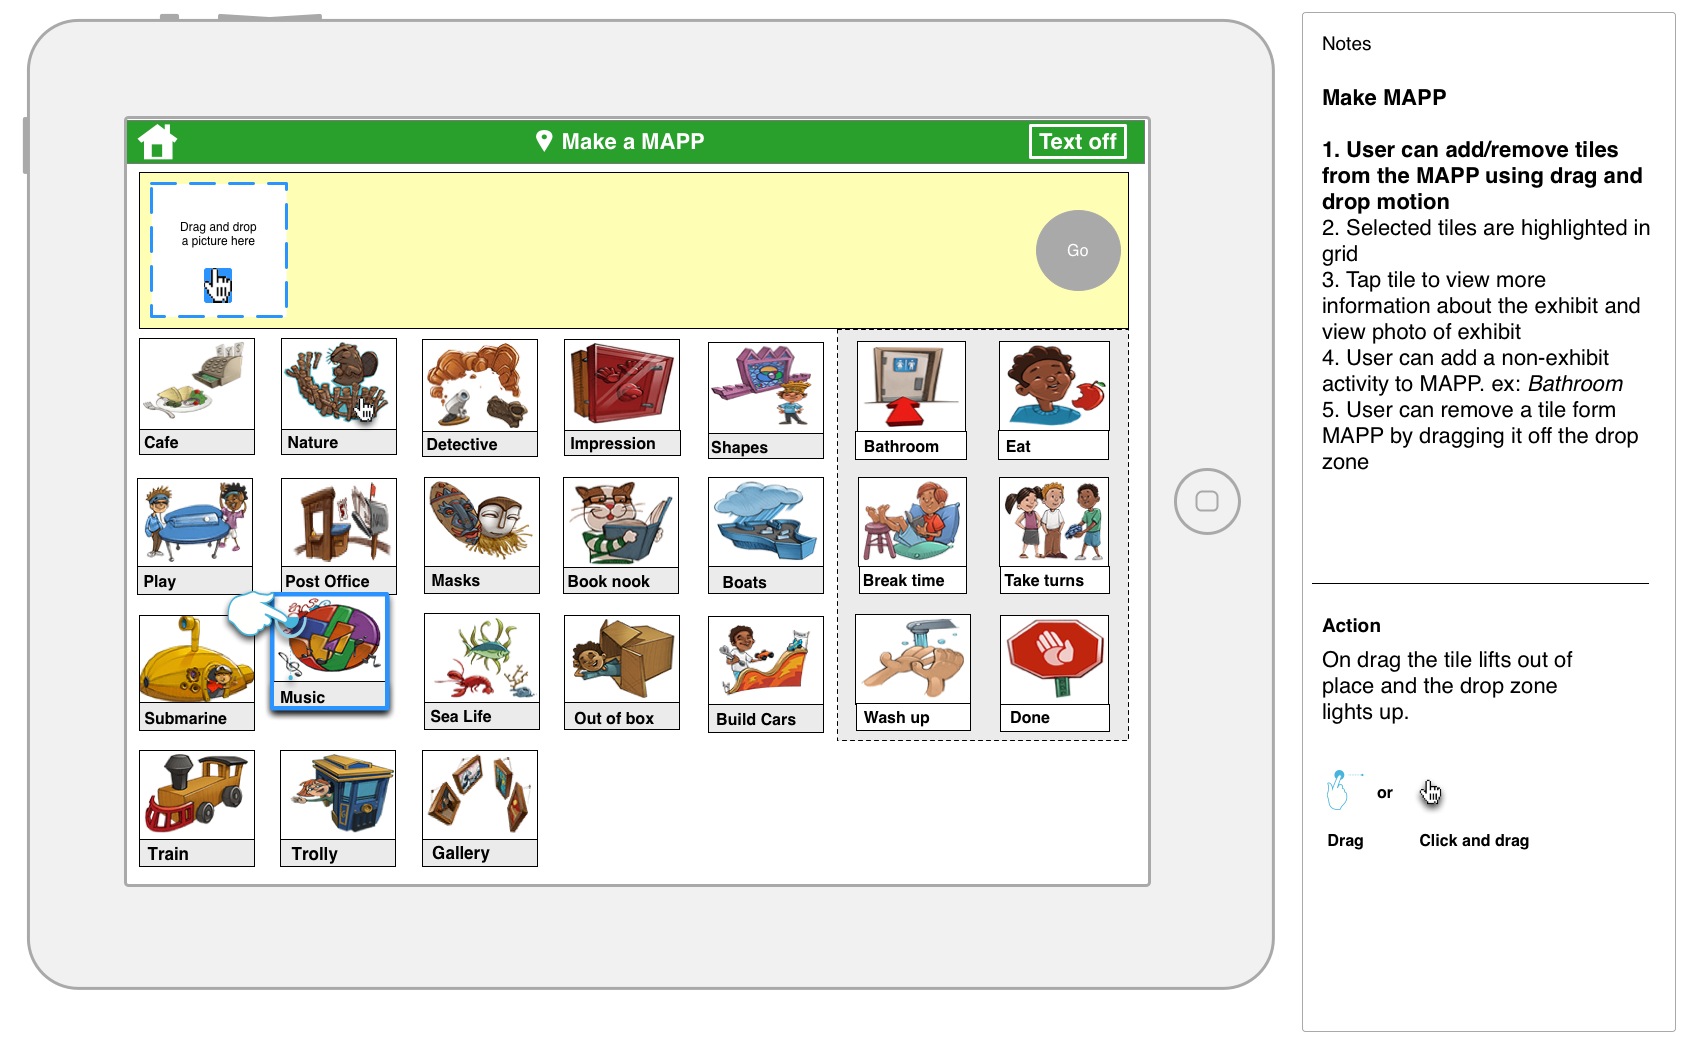 Make a MAPP
Text off
Drag and drop
a picture here
Go
Cafe
Nature
Detective
Impression
Shapes
Bathroom
Eat
Play
Post Office
Masks
Book nook
Boats
Break time
Take turns
Submarine
Music
Sea Life
Out of box
Build Cars
Wash up
Done
Train
Trolly
Gallery
Notes
Make MAPP
1. User can add/remove tiles
from the MAPP using drag and
drop motion
2. Selected tiles are highlighted in
grid
3. Tap tile to view more
information about the exhibit and
view photo of exhibit
4. User can add a non-exhibit
activity to MAPP. ex: Bathroom
5. User can remove a tile form
MAPP by dragging it off the drop
zone
Action
On drag the tile lifts out of
place and the drop zone
lights up.
or
Drag
Click and drag